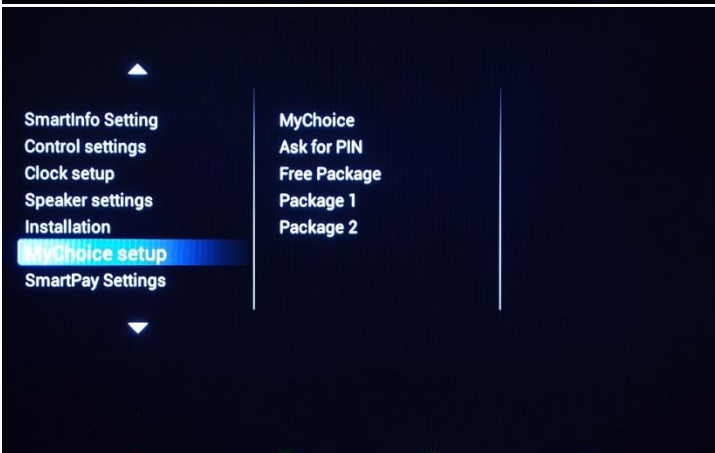 SmartInfo Setting
Control settings
Clock setup
Speaker settings
Installation
MyChoice setup
SmartPay Settings
MyChoice
Ask for PIN
Free Package
Package 1
Package 2